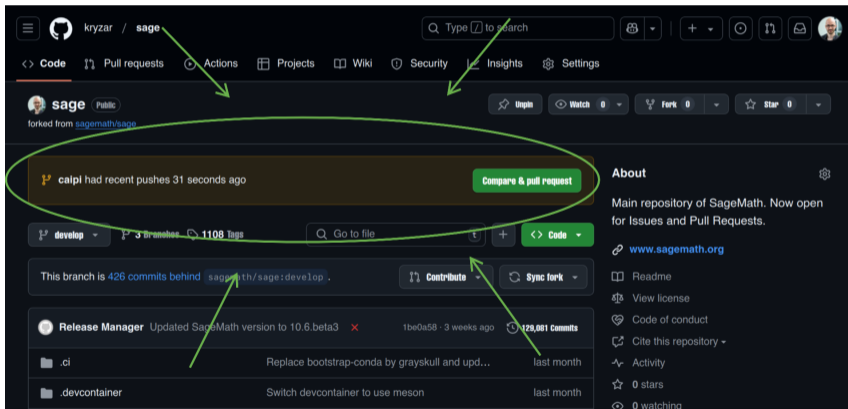 kryzar / sage
Type / to search
Code Pull requests Actions Projects Wiki Security Insights Settings
sage Public
Unpin Watch 0 Fork 0 Star 0
forked from sagemath/sage
caipi had recent pushes 31 seconds ago
Compare & pull request
develop 3 Branches 1108 Tags
Go to file t
Code
This branch is 426 commits behind sagemath/sage:develop.
Contribute Sync fork
Release Manager Updated SageMath version to 10.6.beta3
1be0a58 · 3 weeks ago 129,081 Commits
.ci Replace bootstrap-conda by grayskull and upd... last month
.devcontainer Switch devcontainer to use meson last month
About
Main repository of SageMath. Now open
for Issues and Pull Requests.
www.sagemath.org
Readme
View license
Code of conduct
Cite this repository
Activity
0 stars
0 watching